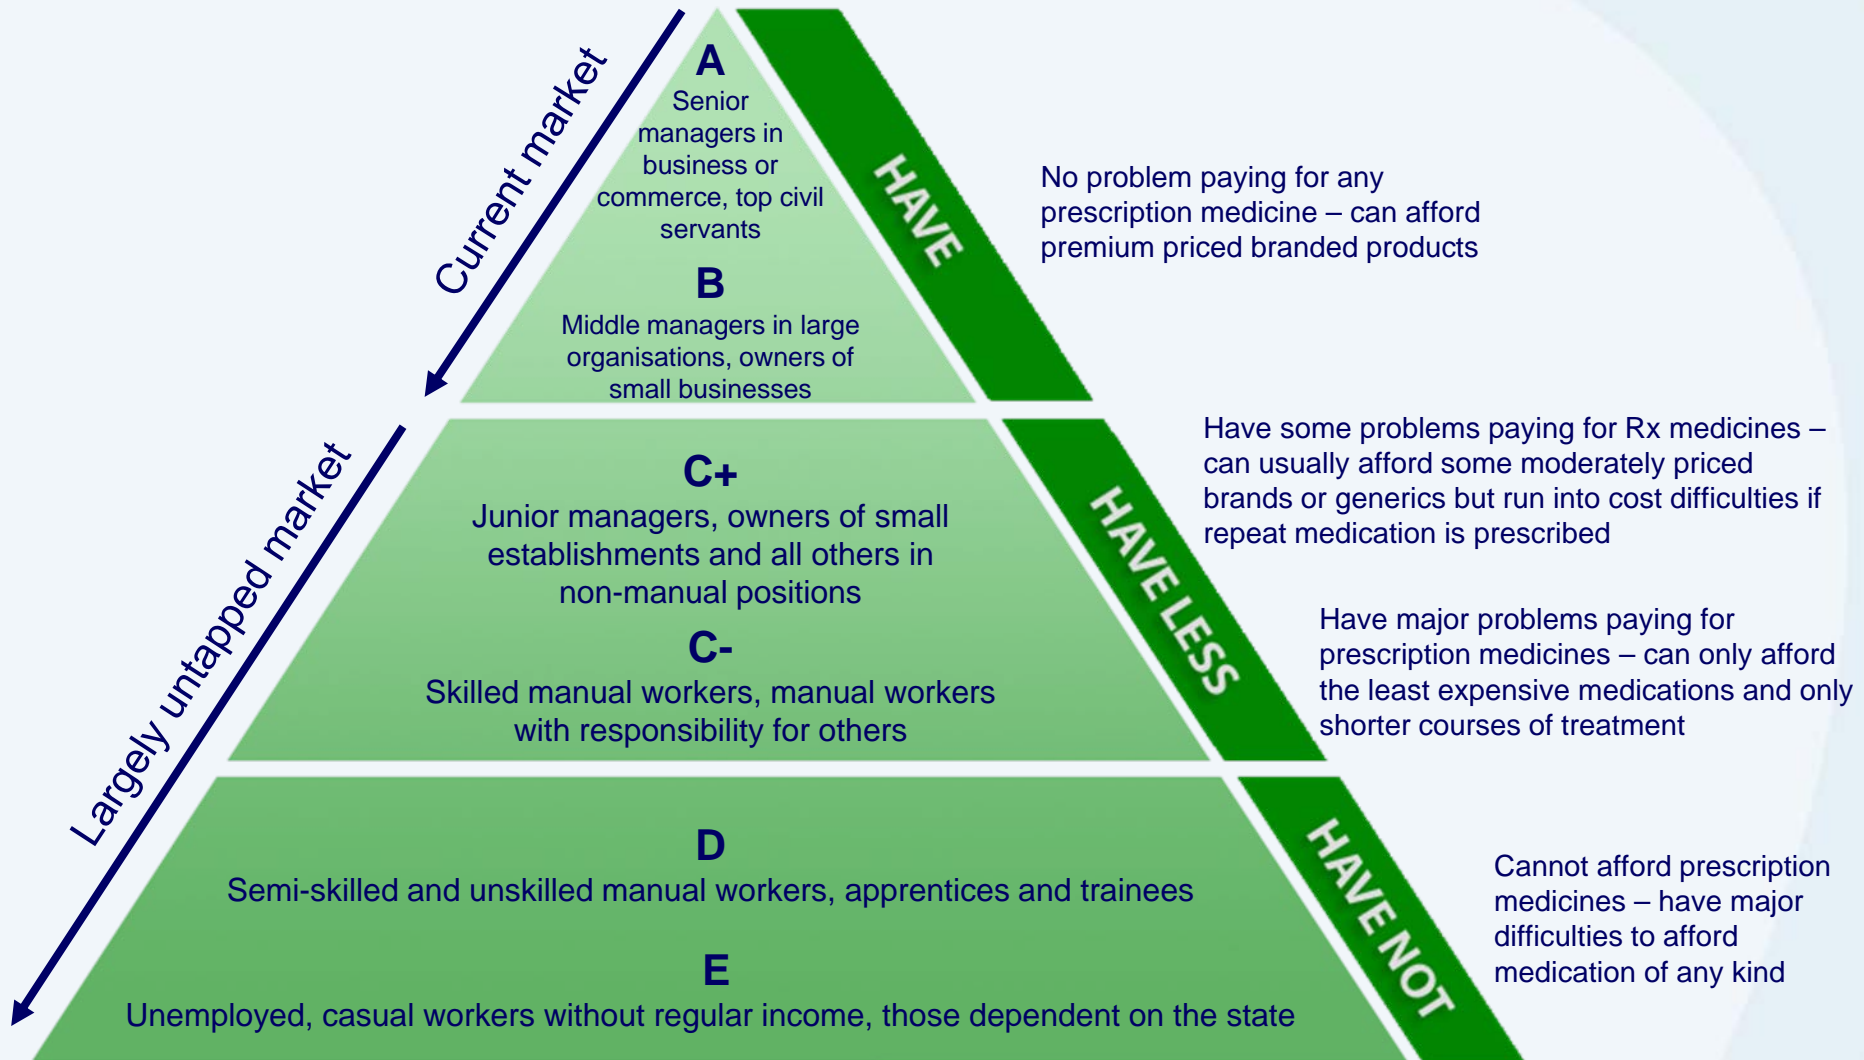 Current market
Largely untapped market
A
Senior
managers in
business or
commerce, top civil
servants
B
Middle managers in large
organisations, owners of
small businesses
HAVE
No problem paying for any
prescription medicine – can afford
premium priced branded products
C+
Junior managers, owners of small
establishments and all others in
non-manual positions
C-
Skilled manual workers, manual workers
with responsibility for others
HAVE LESS
Have some problems paying for Rx medicines –
can usually afford some moderately priced
brands or generics but run into cost difficulties if
repeat medication is prescribed
Have major problems paying for
prescription medicines – can only afford
the least expensive medications and only
shorter courses of treatment
D
Semi-skilled and unskilled manual workers, apprentices and trainees
E
Unemployed, casual workers without regular income, those dependent on the state
HAVE NOT
Cannot afford prescription
medicines – have major
difficulties to afford
medication of any kind